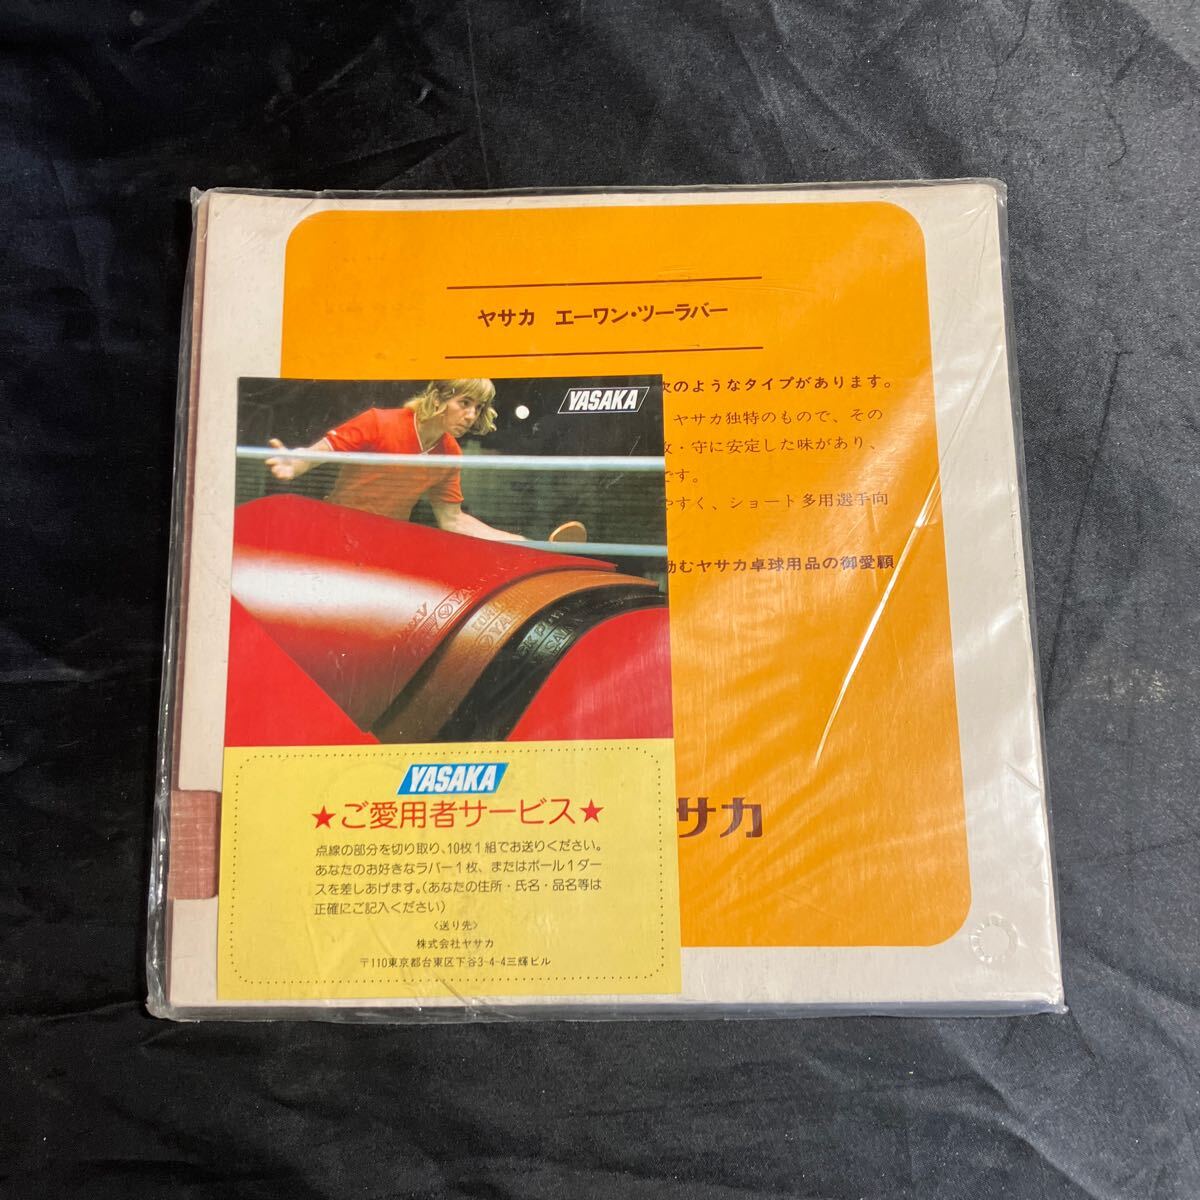 ヤサカ エーワン・ツーラバー
次のようなタイプがあります。
ヤサカ独特のもので、その
攻・守に安定した味があり、
です。
やすく、ショート多用選手向
励むヤサカ卓球用品の御愛顧
サカ
YASAKA
YASAKA
★ご愛用者サービス★
点線の部分を切り取り、10枚1組でお送りください。
あなたのお好きなラバー1枚、またはボール1ダー
スを差しあげます。(あなたの住所・氏名・品名等は
正確にご記入ください)
〈送り先〉
株式会社ヤサカ
〒110東京都台東区下谷3-4-4三輝ビル